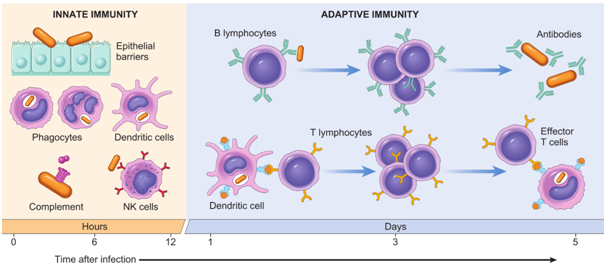 INNATE IMMUNITY
ADAPTIVE IMMUNITY
Epithelial
barriers
Phagocytes
Dendritic cells
Complement
NK cells
B lymphocytes
Antibodies
T lymphocytes
Dendritic cell
Effector
T cells
Hours
Days
0 6 12 1 3 5
Time after infection